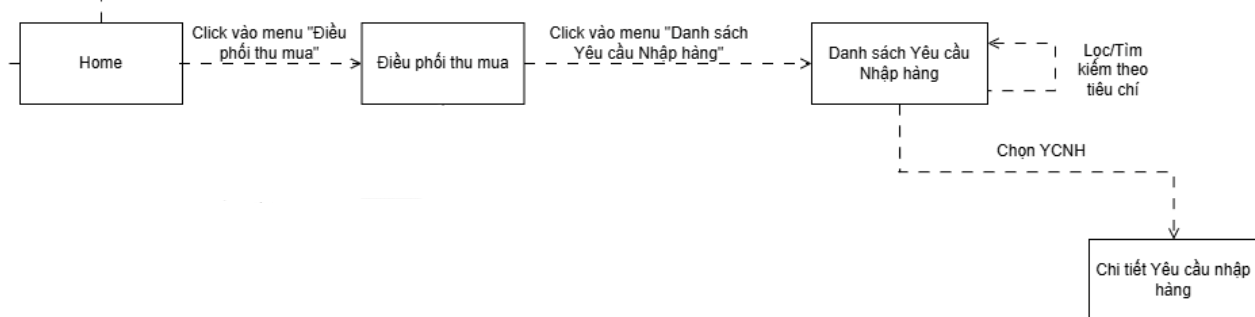 Home
Click vào menu "Điều
phối thu mua"
Điều phối thu mua
Click vào menu "Danh sách
Yêu cầu Nhập hàng"
Danh sách Yêu cầu
Nhập hàng
Lọc/Tìm
kiếm theo
tiêu chí
Chọn YCNH
Chi tiết Yêu cầu nhập
hàng